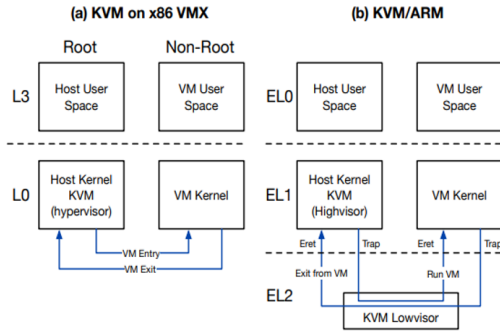 (a) KVM on x86 VMX
Root
Non-Root
L3
Host User
Space
VM User
Space
L0
Host Kernel
KVM
(hypervisor)
VM Kernel
VM Entry
VM Exit
(b) KVM/ARM
EL0
Host User
Space
VM User
Space
EL1
Host Kernel
KVM
(Highvisor)
VM Kernel
Eret
Trap
Eret
Trap
Exit from VM
Run VM
EL2
KVM Lowvisor